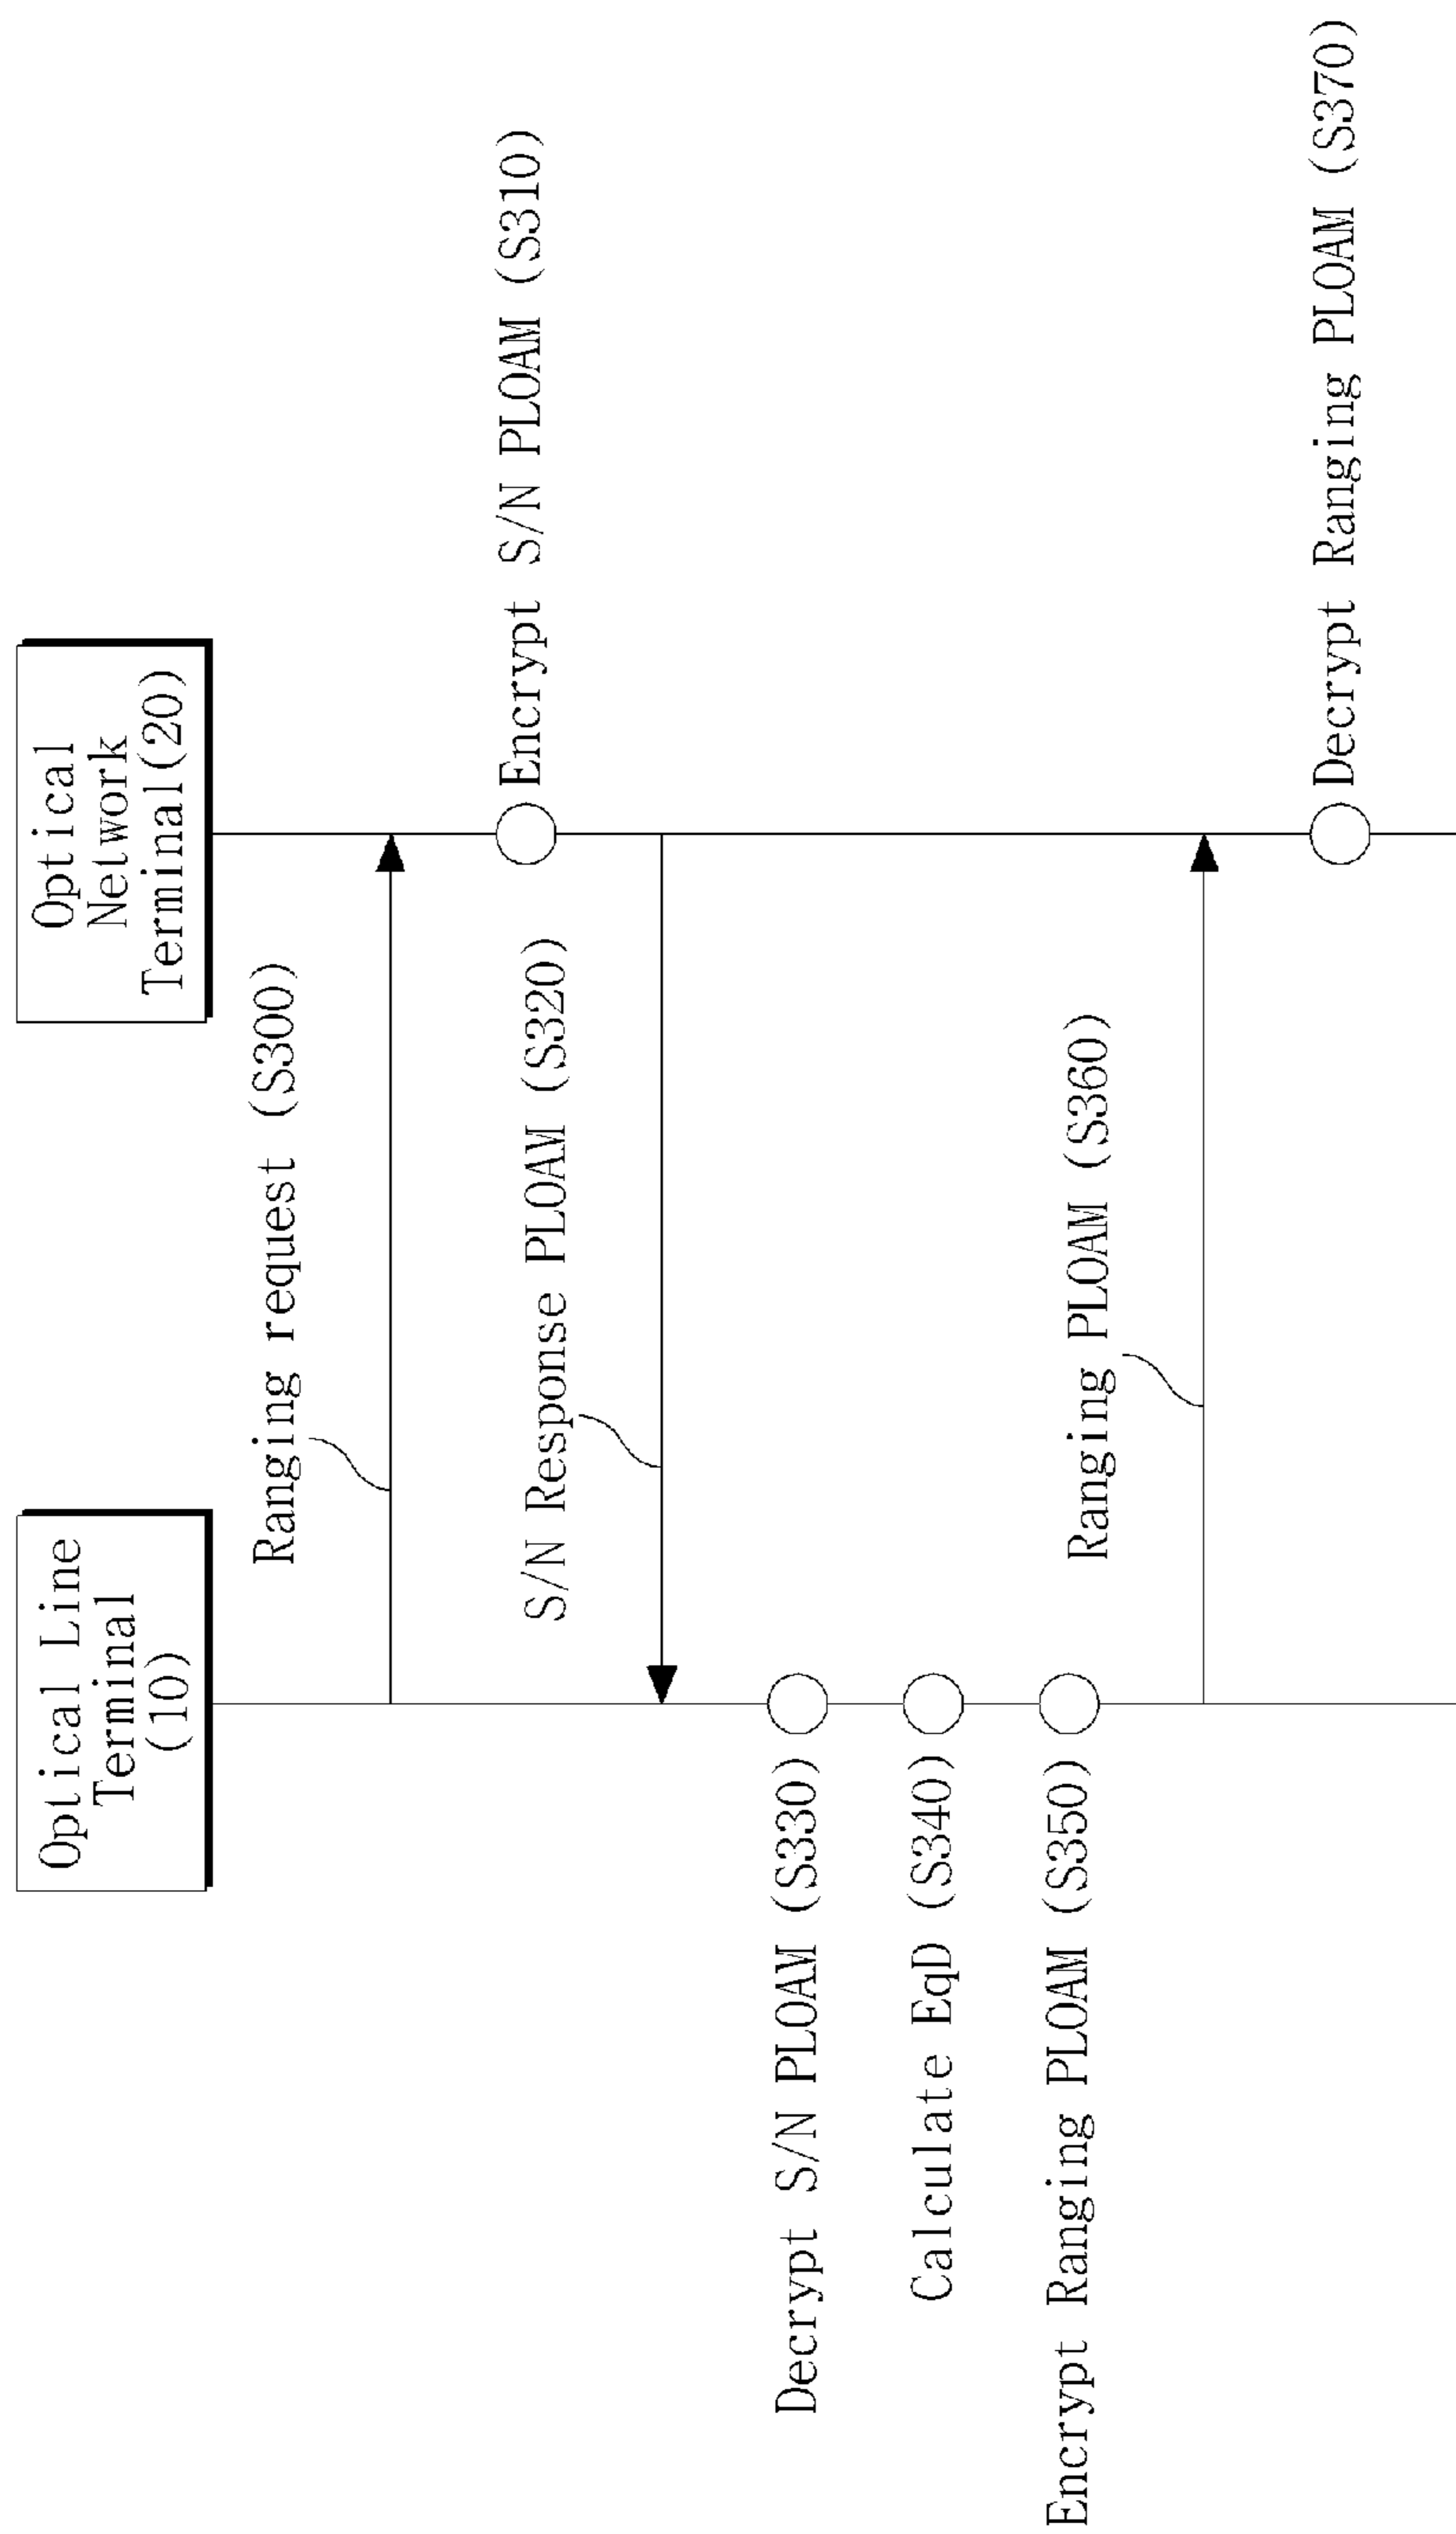 Optical Line
Terminal
(10)
Optical
Network
Terminal(20)
Ranging request (S300)
Encrypt S/N PLOAM (S310)
S/N Response PLOAM (S320)
Decrypt S/N PLOAM (S330)
Calculate EqD (S340)
Encrypt Ranging PLOAM (S350)
Ranging PLOAM (S360)
Decrypt Ranging PLOAM (S370)